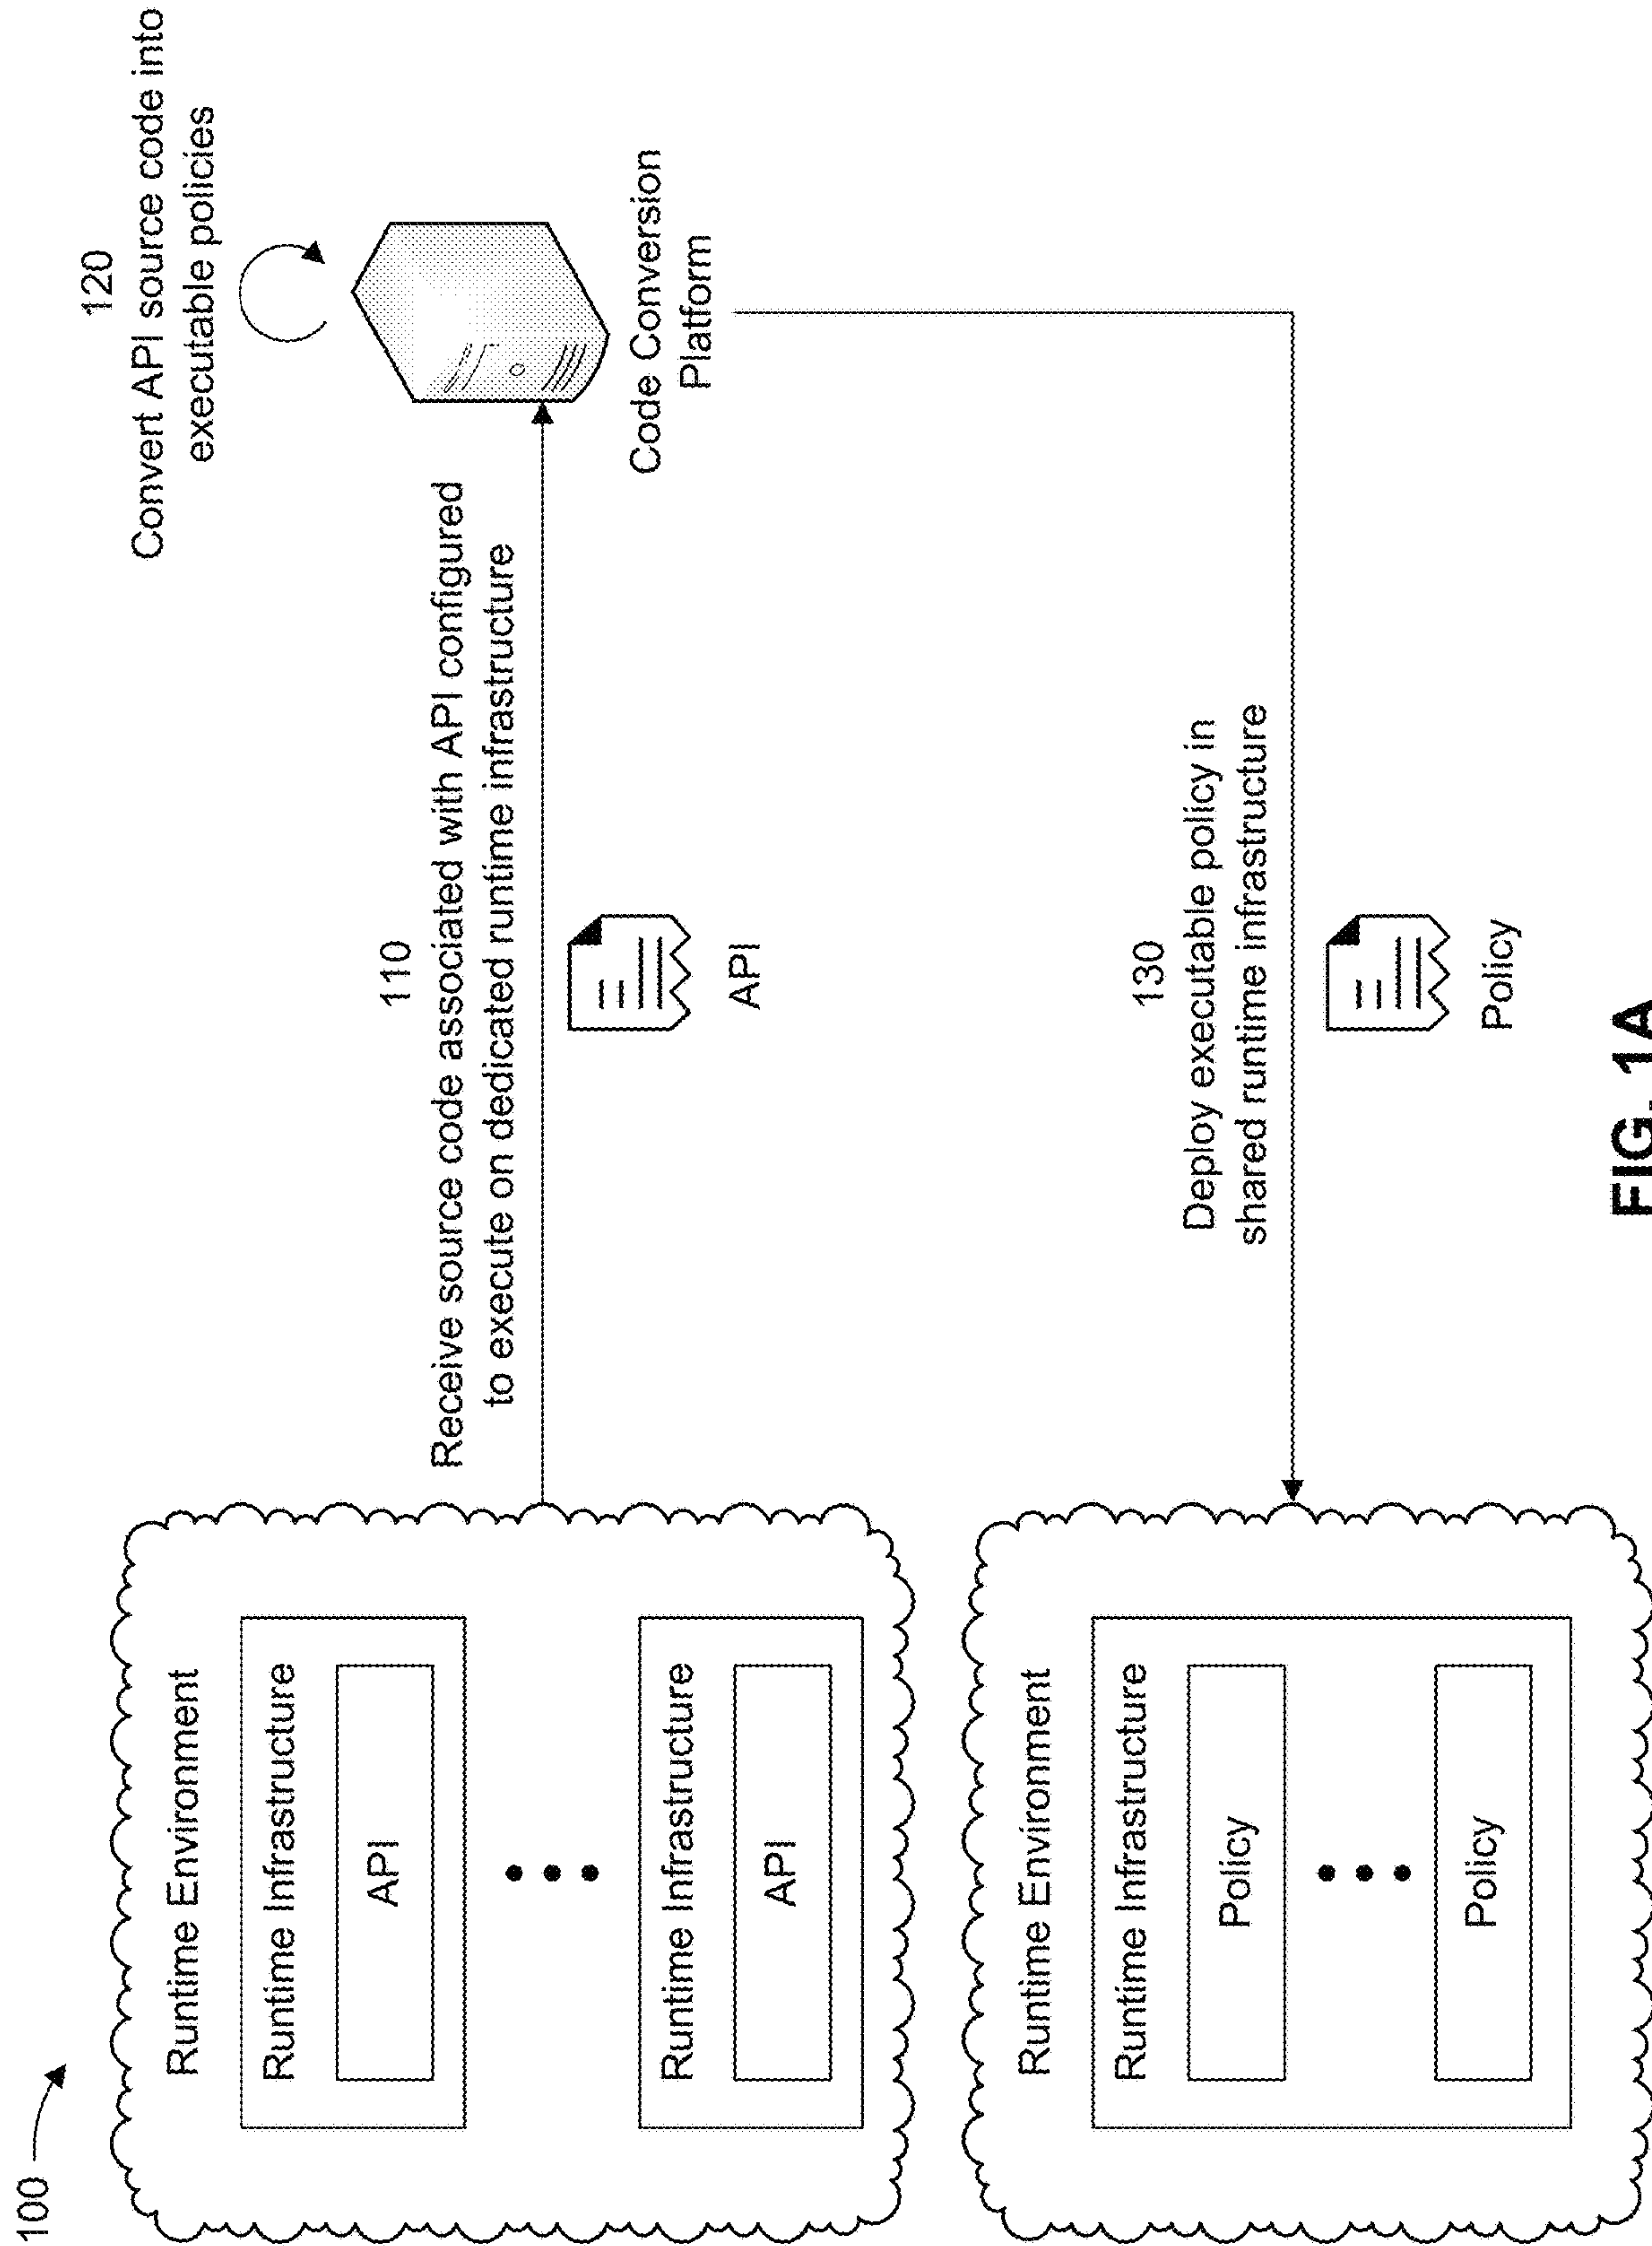 100
Runtime Environment
Runtime Infrastructure
API
Runtime Infrastructure
API
110
Receive source code associated with API configured
to execute on dedicated runtime infrastructure
API
120
Convert API source code into
executable policies
Code Conversion
Platform
Runtime Environment
Runtime Infrastructure
Policy
Policy
130
Deploy executable policy in
shared runtime infrastructure
Policy
FIG. 1A